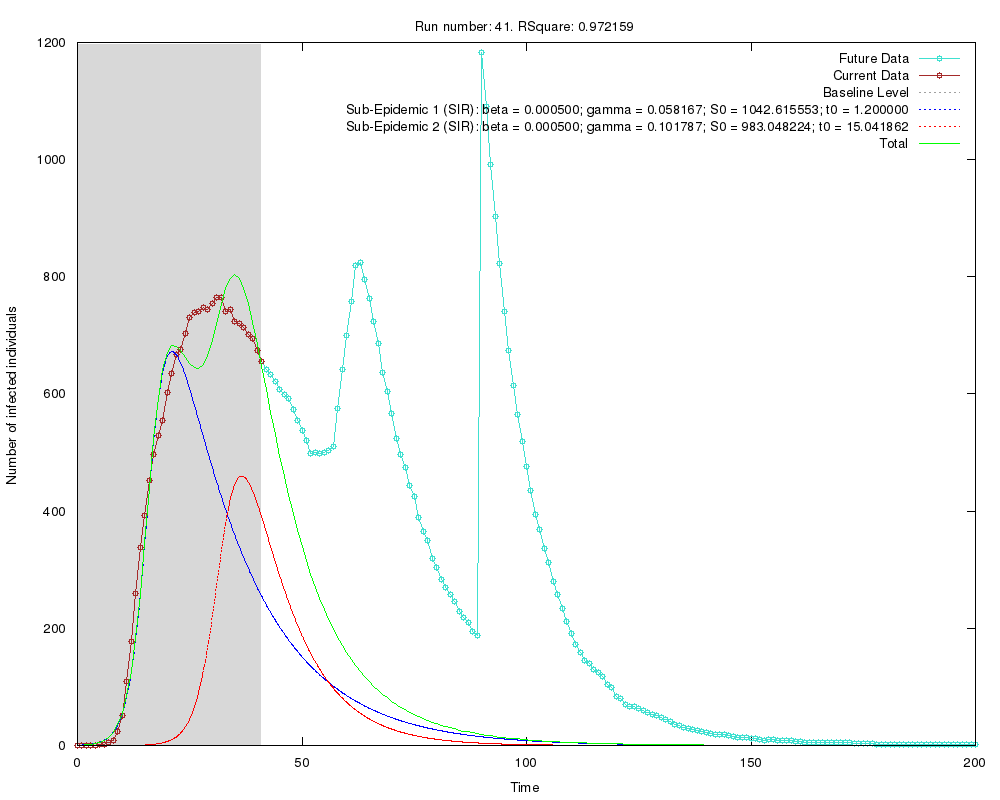 Run number: 41. RSquare: 0.972159
Future Data
Current Data
Baseline Level
Sub-Epidemic 1 (SIR): beta = 0.000500; gamma = 0.058167; S0 = 1042.615553; t0 = 1.200000
Sub-Epidemic 2 (SIR): beta = 0.000500; gamma = 0.101787; S0 = 983.048224; t0 = 15.041862
Total
Number of infected individuals
1200
1000
800
600
400
200
0
0 50 100 150 200
Time